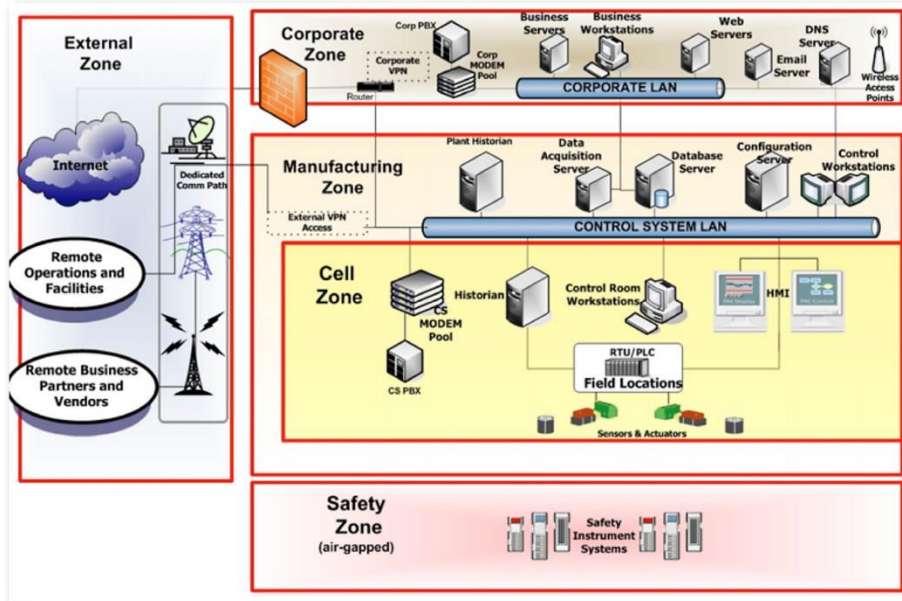 External
Zone
Internet
Dedicated
Comm Path
Remote
Operations and
Facilities
Remote Business
Partners and
Vendors
Corporate
Zone
Corp PBX
Corporate
VPN
Router
Corp
MODEM
Pool
Business
Servers
Business
Workstations
Web
Servers
Email
Server
DNS
Server
Wireless
Access
Points
CORPORATE LAN
Manufacturing
Zone
Plant Historian
Data
Acquisition
Server
Database
Server
Configuration
Server
Control
Workstations
External VPN
Access
CONTROL SYSTEM LAN
Cell
Zone
CS
MODEM
Pool
CS PBX
Historian
Control Room
Workstations
HMI
RTU/PLC
Field Locations
Sensors & Actuators
Safety
Zone
(air-gapped)
Safety
Instrument
Systems